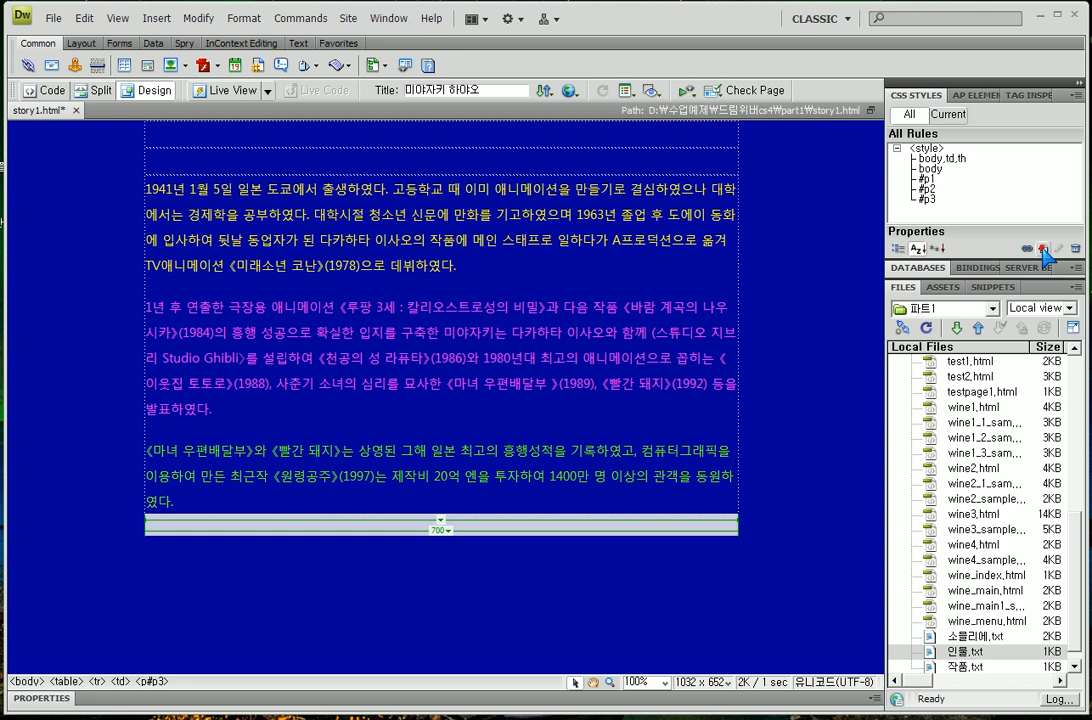 Dw File Edit View Insert Modify Format Commands Site Window Help CLASSIC
Common Layout Forms Data Spry InContext Editing Text Favorites
Code Split Design Live View Live Code Title: 미야자키 하야오 Check Page
story1.html* Path: D:\수업예제\드림위버cs4\part1\story1.html
1941년 1월 5일 일본 도쿄에서 출생하였다. 고등학교 때 이미 애니메이션을 만들기로 결심하였으나 대학
에서는 경제학을 공부하였다. 대학시절 청소년 신문에 만화를 기고하였으며 1963년 졸업 후 도에이 동화
에 입사하여 뒷날 동업자가 된 다카하타 이사오의 작품에 메인 스태프로 일하다가 A프로덕션으로 옮겨
TV애니메이션 《미래소년 코난》(1978)으로 데뷔하였다.
1년 후 연출한 극장용 애니메이션 《루팡 3세 : 칼리오스트로성의 비밀》과 다음 작품 《바람 계곡의 나우
시카》(1984)의 흥행 성공으로 확실한 입지를 구축한 미야자키는 다카하타 이사오와 함께 〈스튜디오 지브
리 Studio Ghibli〉를 설립하여 《천공의 성 라퓨타》(1986)와 1980년대 최고의 애니메이션으로 꼽히는 《
이웃집 토토로》(1988), 사춘기 소녀의 심리를 묘사한 《마녀 우편배달부 》(1989), 《빨간 돼지》(1992) 등을
발표하였다.
《마녀 우편배달부》와 《빨간 돼지》는 상영된 그해 일본 최고의 흥행성적을 기록하였고, 컴퓨터그래픽을
이용하여 만든 최근작 《원령공주》(1997)는 제작비 20억 엔을 투자하여 1400만 명 이상의 관객을 동원하
였다.
700
<body> <table> <tr> <td> <p#p3> 100% 1032 x 652 2K / 1 sec 유니코드(UTF-8)
PROPERTIES
CSS STYLES AP ELEMEN TAG INSPE
All Current
All Rules
<style>
body,td,th
body
#p1
#p2
#p3
Properties
DATABASES BINDINGS SERVER BE
FILES ASSETS SNIPPETS
파트1 Local view
Local Files Size
test1.html 2KB
test2.html 3KB
testpage1.html 1KB
wine1.html 4KB
wine1_1_sam... 2KB
wine1_2_sam... 3KB
wine1_3_sam... 2KB
wine2.html 4KB
wine2_1_sam... 4KB
wine2_sample... 2KB
wine3.html 14KB
wine3_sample... 5KB
wine4.html 4KB
wine4_sample... 2KB
wine_index.html 1KB
wine_main.html 2KB
wine_main1_s... 2KB
wine_menu.html 2KB
소믈리에.txt 2KB
인물.txt 1KB
작품.txt 1KB
Ready Log...